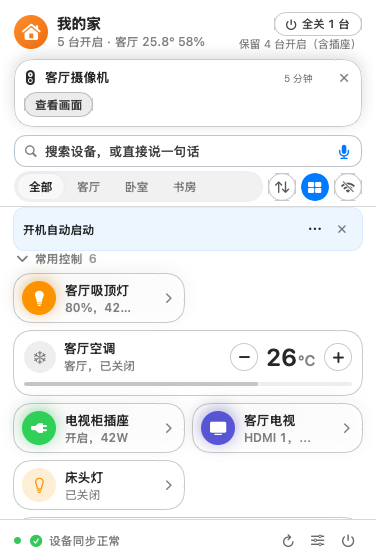 我的家
5 台开启 · 客厅 25.8° 58%
全关 1 台
保留 4 台开启（含插座）
客厅摄像机
5 分钟
查看画面
搜索设备，或直接说一句话
全部 客厅 卧室 书房
开机自动启动
常用控制 6
客厅吸顶灯
80%，42...
客厅空调
客厅，已关闭
26°C
电视柜插座
开启，42W
客厅电视
HDMI 1，...
床头灯
已关闭
设备同步正常